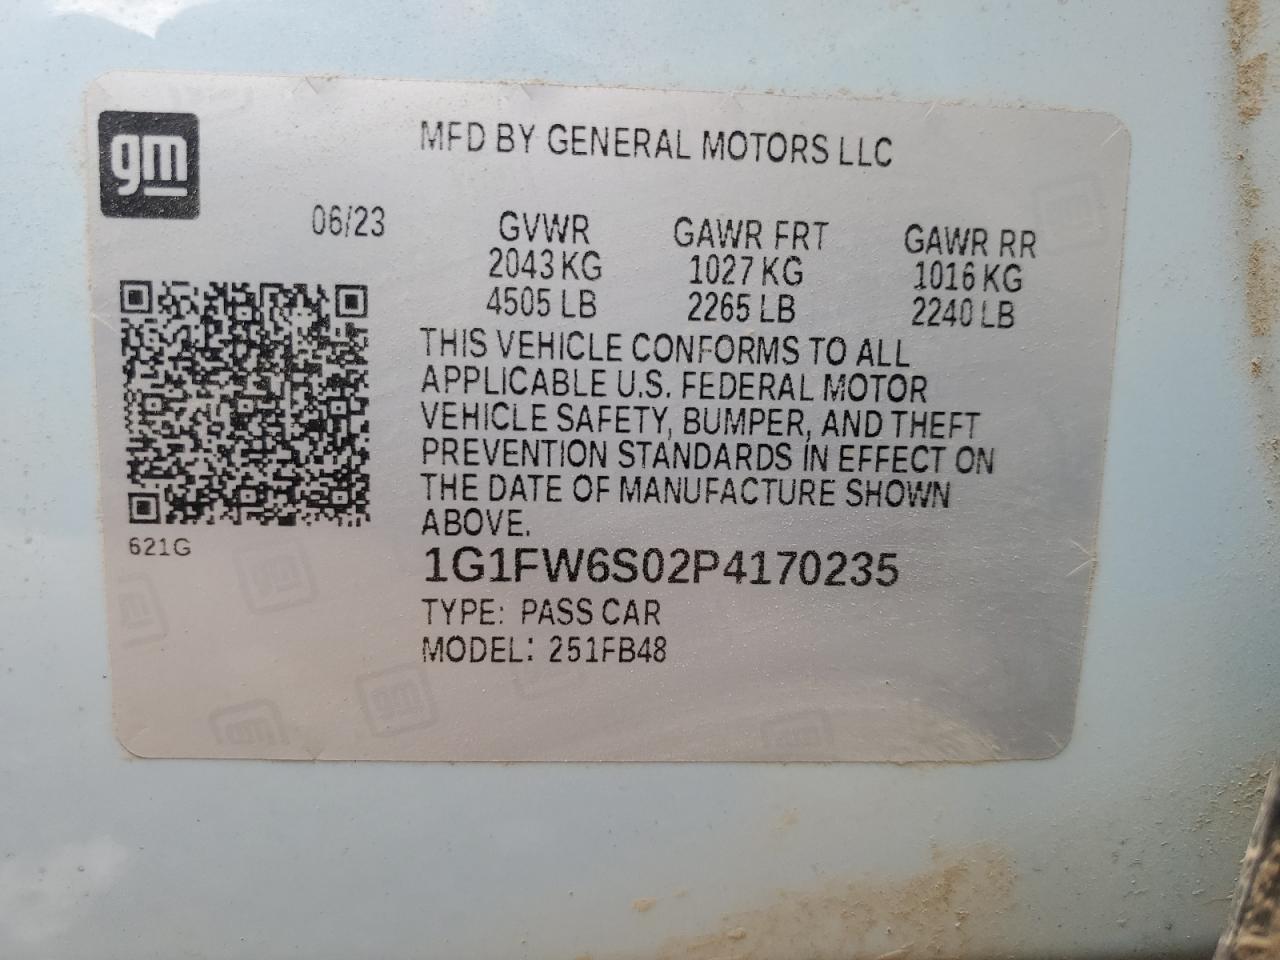 gm
MFD BY GENERAL MOTORS LLC
06/23
GVWR GAWR FRT GAWR RR
2043 KG 1027 KG 1016 KG
4505 LB 2265 LB 2240 LB
THIS VEHICLE CONFORMS TO ALL
APPLICABLE U.S. FEDERAL MOTOR
VEHICLE SAFETY, BUMPER, AND THEFT
PREVENTION STANDARDS IN EFFECT ON
THE DATE OF MANUFACTURE SHOWN
ABOVE.
621G
1G1FW6S02P4170235
TYPE: PASS CAR
MODEL: 251FB48